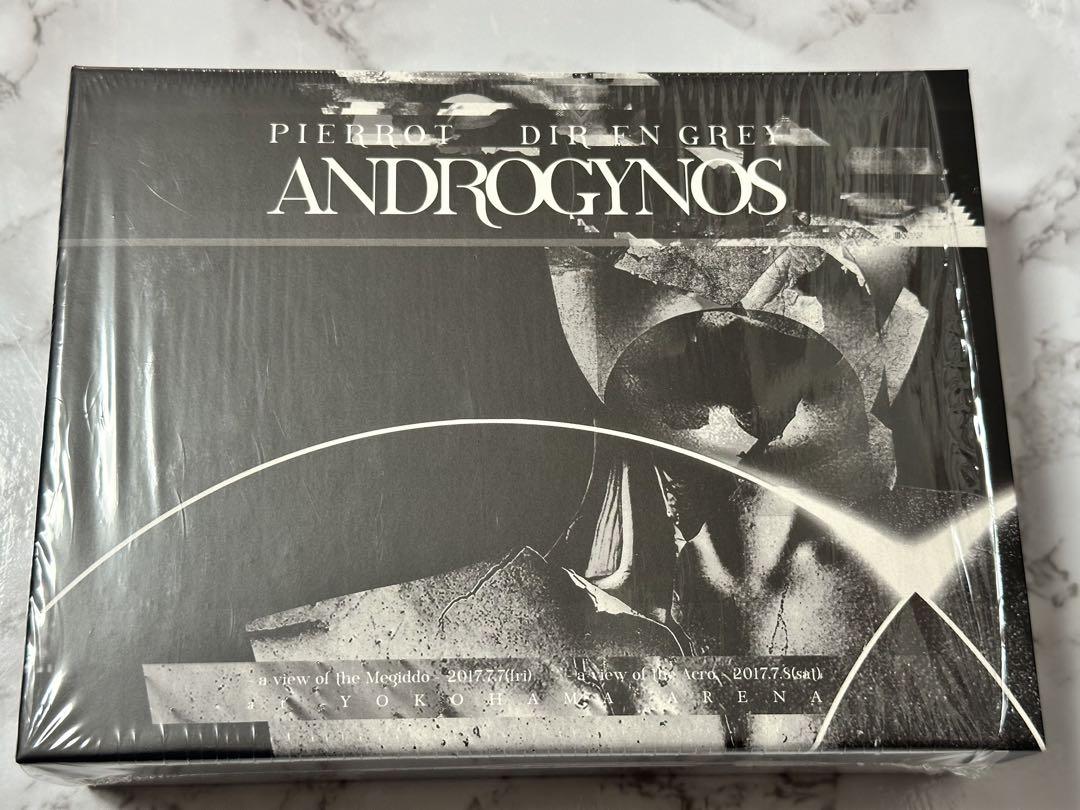 PIERROT DIR EN GREY
ANDROGYNOS
- a view of the Megiddo - 2017.7.7(fri) - a view of the Acro - 2017.7.8(sat)
at YOKOHAMA ARENA